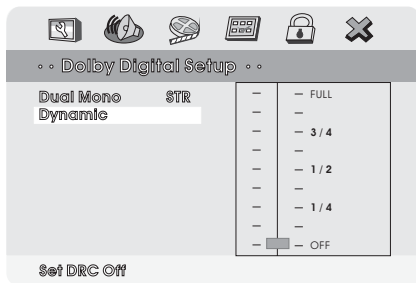 ·· Dolby Digital Setup ··
Dual Mono STR
Dynamic
– – FULL
– –
– – 3 / 4
– –
– – 1 / 2
– –
– – 1 / 4
– –
– – OFF
Set DRC Off